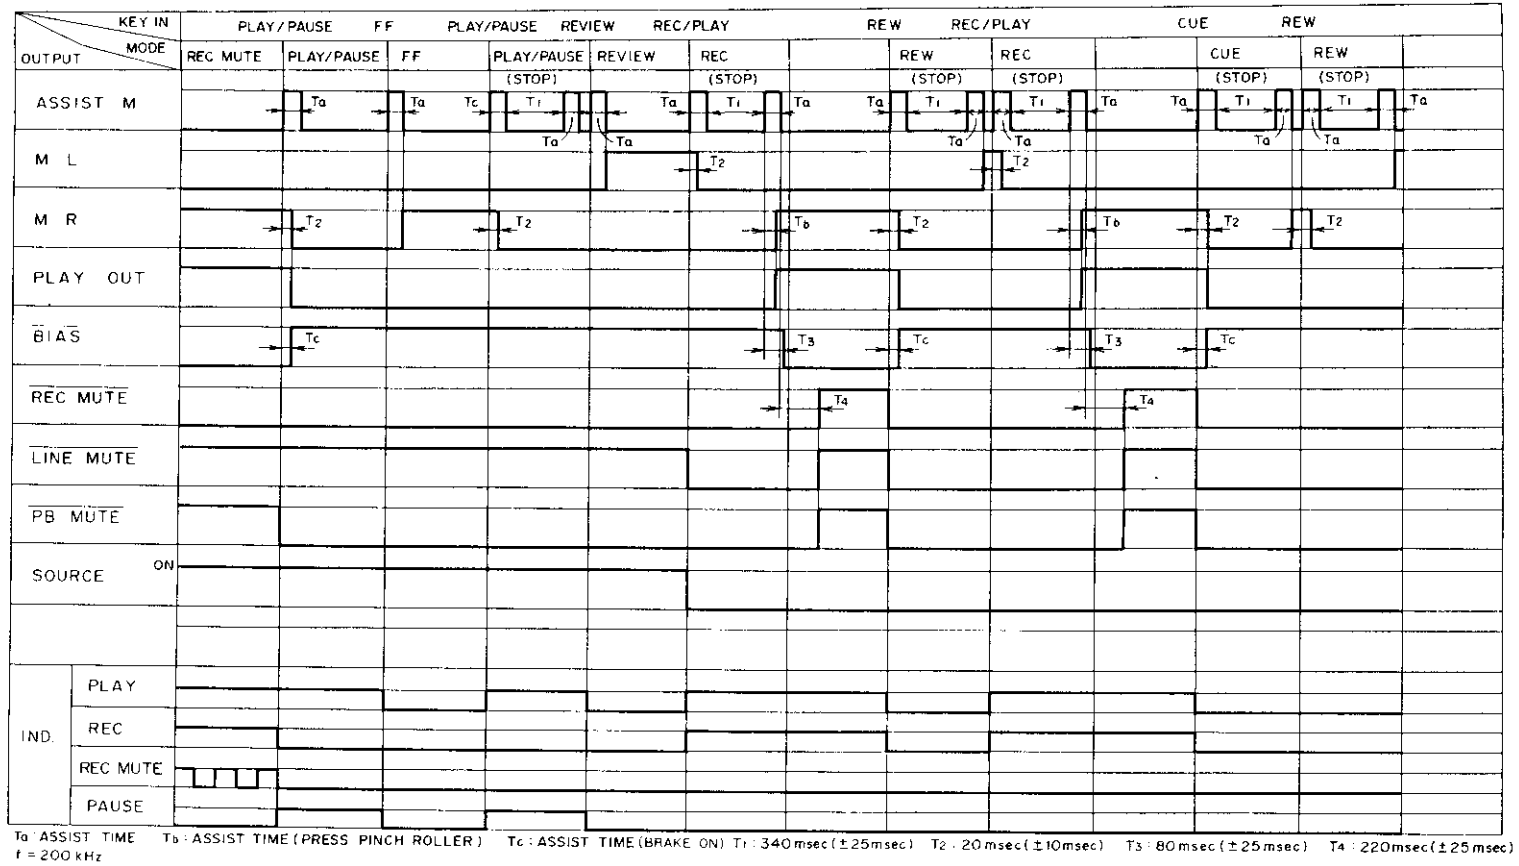 KEY IN PLAY/PAUSE FF PLAY/PAUSE REVIEW REC/PLAY REW REC/PLAY CUE REW
OUTPUT MODE REC MUTE PLAY/PAUSE FF PLAY/PAUSE REVIEW REC REW REC CUE REW
(STOP) (STOP) (STOP) (STOP) (STOP) (STOP)
ASSIST M Ta Ta Tc T1 Ta T1 Ta Ta T1 T1 Ta Ta T1 T1 Ta
Ta Ta Ta Ta Ta Ta
M L T2 T2
M R T2 T2 Tb T2 Tb T2 T2
PLAY OUT
BIAS Tc T3 Tc T3 Tc
REC MUTE T4 T4
LINE MUTE
PB MUTE
SOURCE ON
IND.
PLAY
REC
REC MUTE
PAUSE
Ta : ASSIST TIME Tb : ASSIST TIME (PRESS PINCH ROLLER) Tc : ASSIST TIME (BRAKE ON) T1 : 340 msec (±25msec) T2 : 20 msec (±10msec) T3 : 80 msec (±25 msec) T4 : 220 msec (±25 msec)
f = 200 kHz